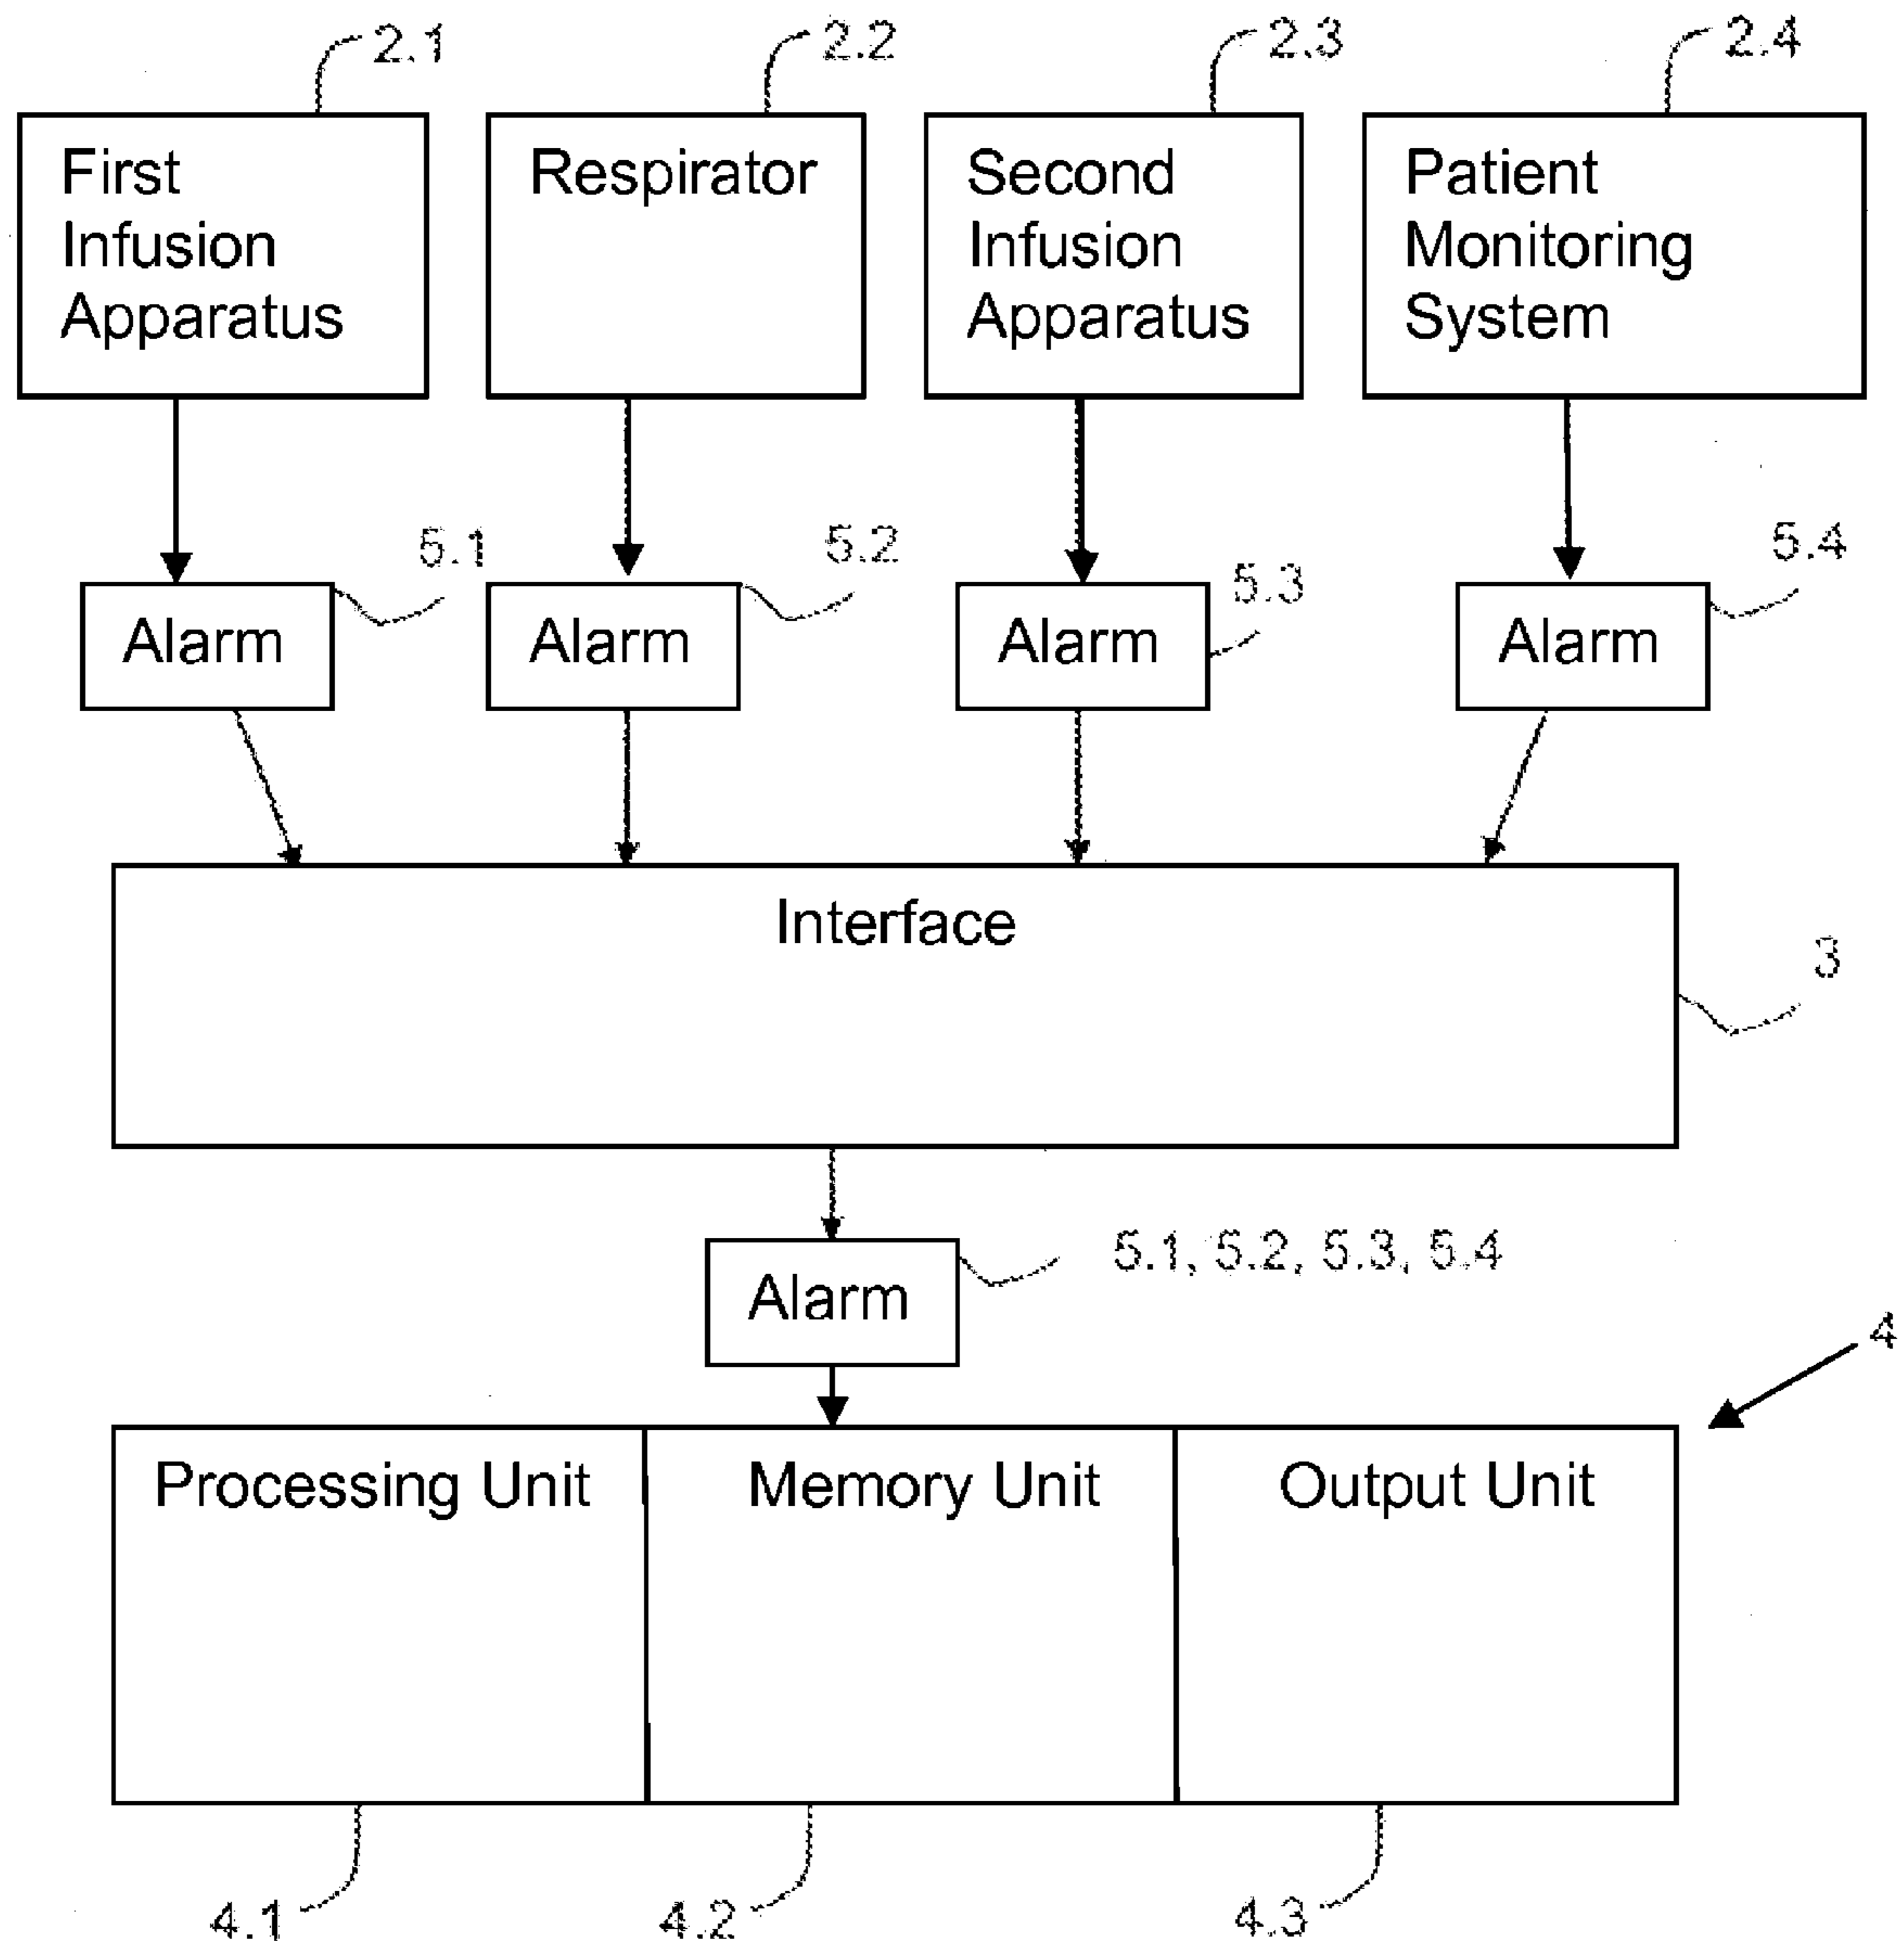 2.1
2.2
2.3
2.4
First
Infusion
Apparatus
Respirator
Second
Infusion
Apparatus
Patient
Monitoring
System
5.1
5.2
5.3
5.4
Alarm
Alarm
Alarm
Alarm
Interface
3
Alarm
5.1, 5.2, 5.3, 5.4
4
Processing Unit
Memory Unit
Output Unit
4.1
4.2
4.3